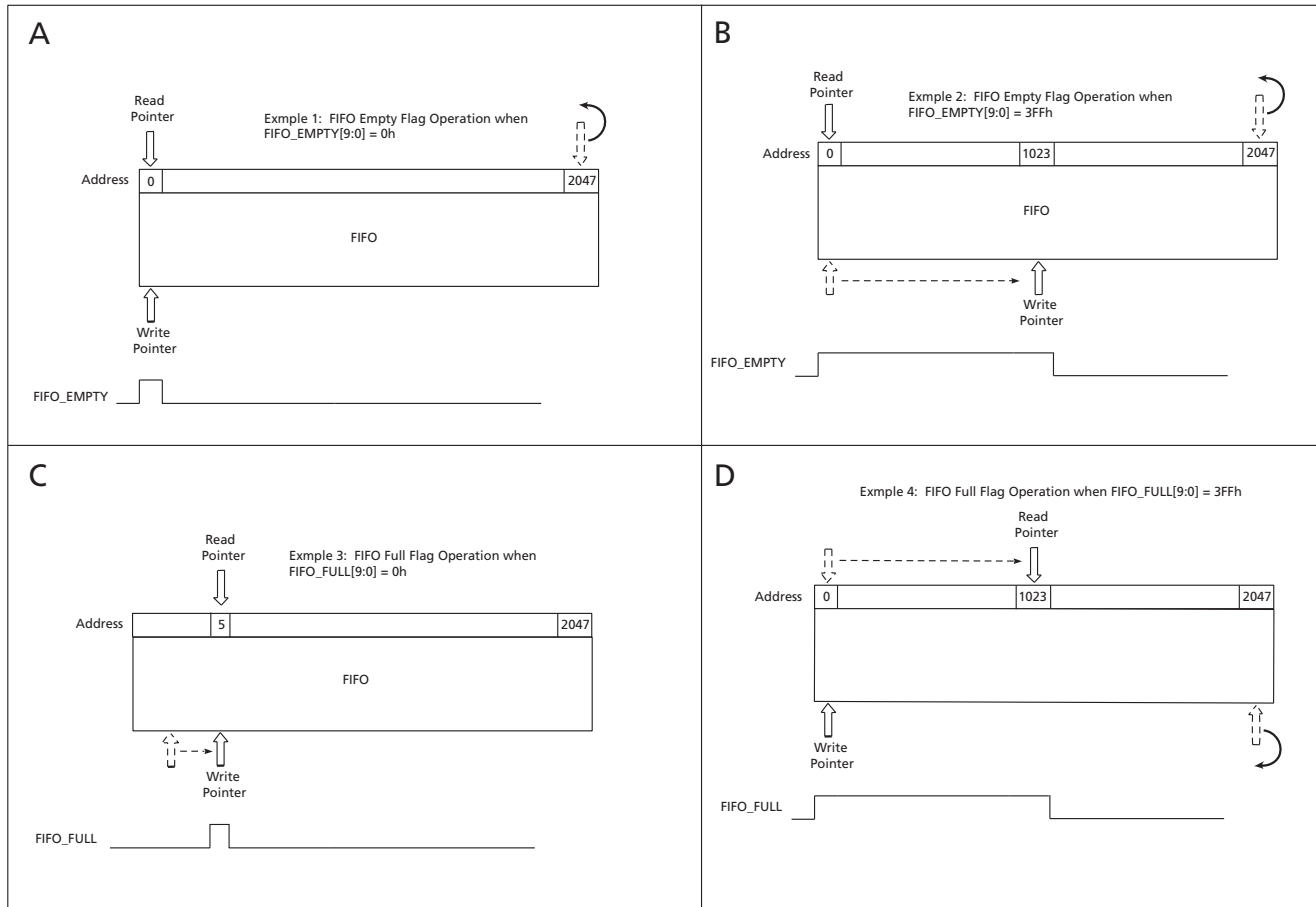 A
Read
Pointer
Exmple 1: FIFO Empty Flag Operation when
FIFO_EMPTY[9:0] = 0h
Address
0
2047
FIFO
Write
Pointer
FIFO_EMPTY
B
Read
Pointer
Exmple 2: FIFO Empty Flag Operation when
FIFO_EMPTY[9:0] = 3FFh
Address
0
1023
2047
FIFO
Write
Pointer
FIFO_EMPTY
C
Read
Pointer
Exmple 3: FIFO Full Flag Operation when
FIFO_FULL[9:0] = 0h
Address
5
2047
FIFO
Write
Pointer
FIFO_FULL
D
Exmple 4: FIFO Full Flag Operation when FIFO_FULL[9:0] = 3FFh
Read
Pointer
Address
0
1023
2047
Write
Pointer
FIFO_FULL